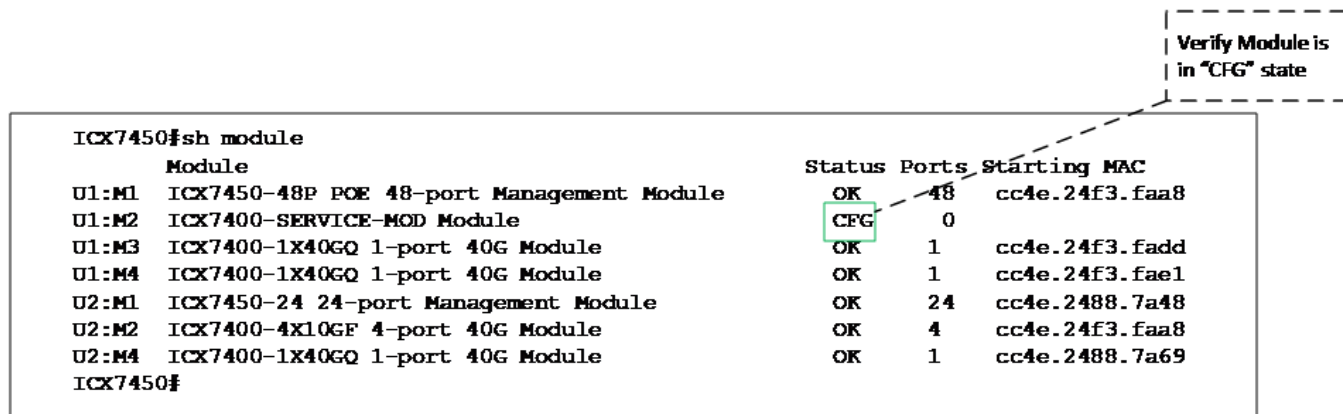 Verify Module is
in “CFG” state
ICX7450#sh module
Module Status Ports Starting MAC
U1:M1 ICX7450-48P POE 48-port Management Module OK 48 cc4e.24f3.faa8
U1:M2 ICX7400-SERVICE-MOD Module CFG 0
U1:M3 ICX7400-1X40GQ 1-port 40G Module OK 1 cc4e.24f3.fadd
U1:M4 ICX7400-1X40GQ 1-port 40G Module OK 1 cc4e.24f3.fae1
U2:M1 ICX7450-24 24-port Management Module OK 24 cc4e.2488.7a48
U2:M2 ICX7400-4X10GF 4-port 40G Module OK 4 cc4e.24f3.faa8
U2:M4 ICX7400-1X40GQ 1-port 40G Module OK 1 cc4e.2488.7a69
ICX7450#